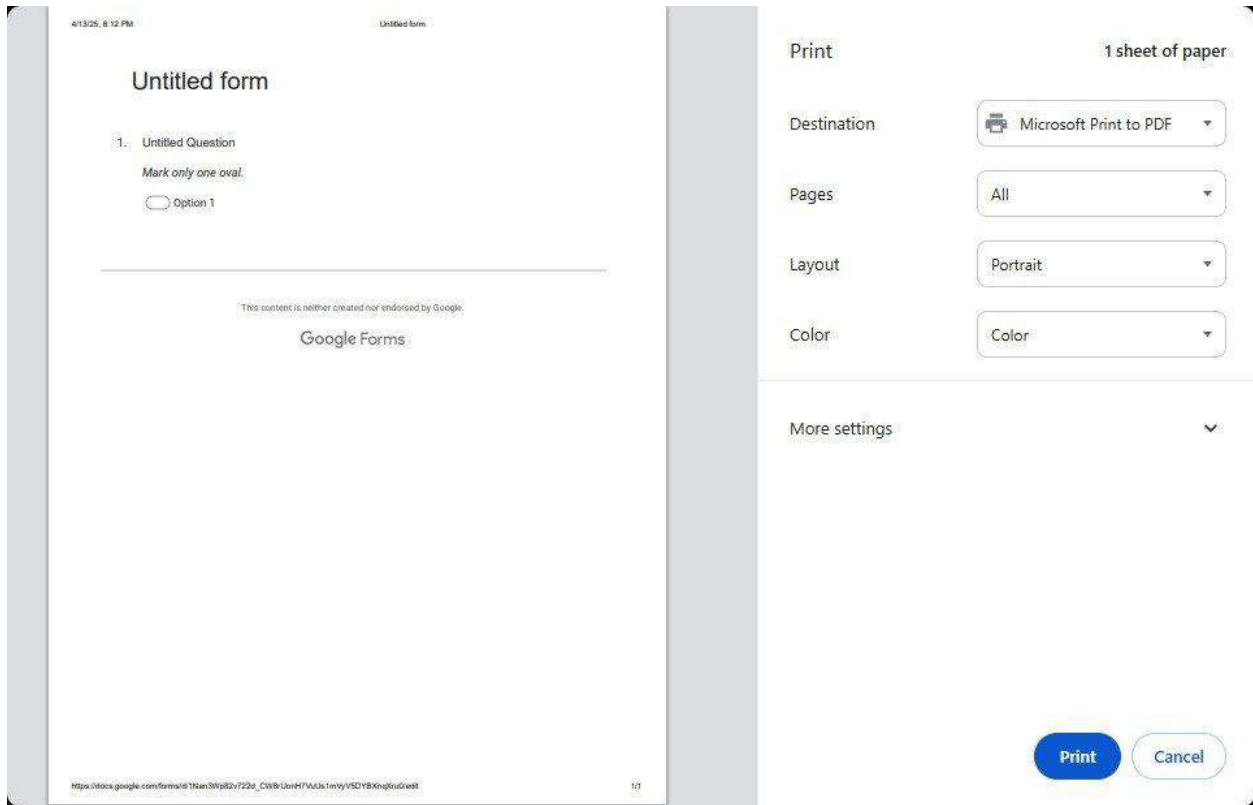 4/13/25, 8:12 PM Untitled form
Untitled form
1. Untitled Question
Mark only one oval.
Option 1
This content is neither created nor endorsed by Google.
Google Forms
1/1
Print 1 sheet of paper
Destination Microsoft Print to PDF
Pages All
Layout Portrait
Color Color
More settings
Print Cancel